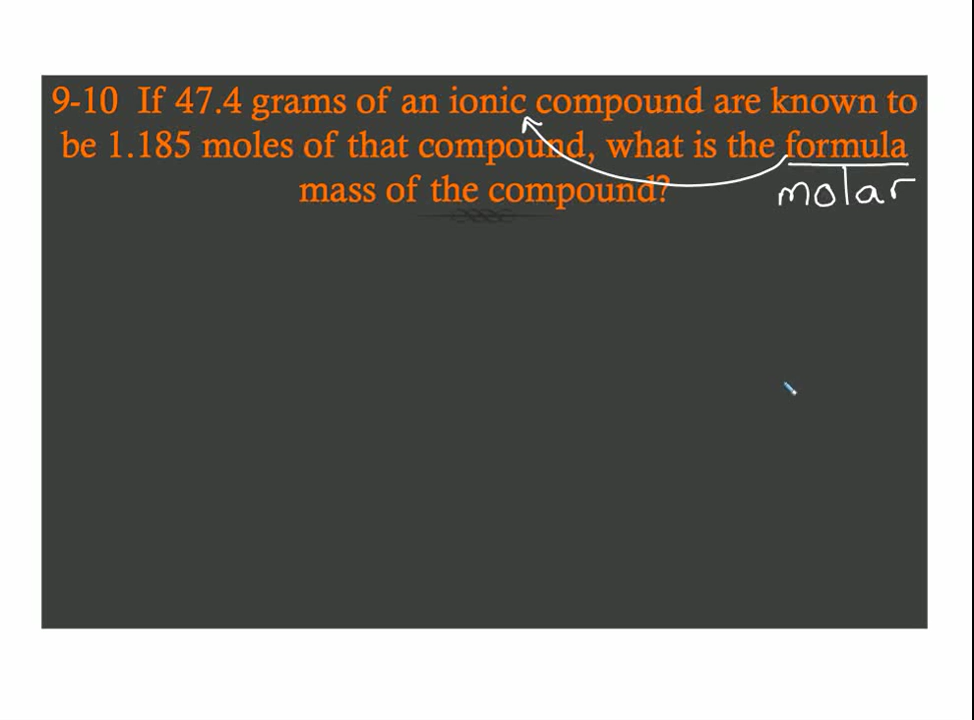 9-10 If 47.4 grams of an ionic compound are known to
be 1.185 moles of that compound, what is the formula
mass of the compound?
molar